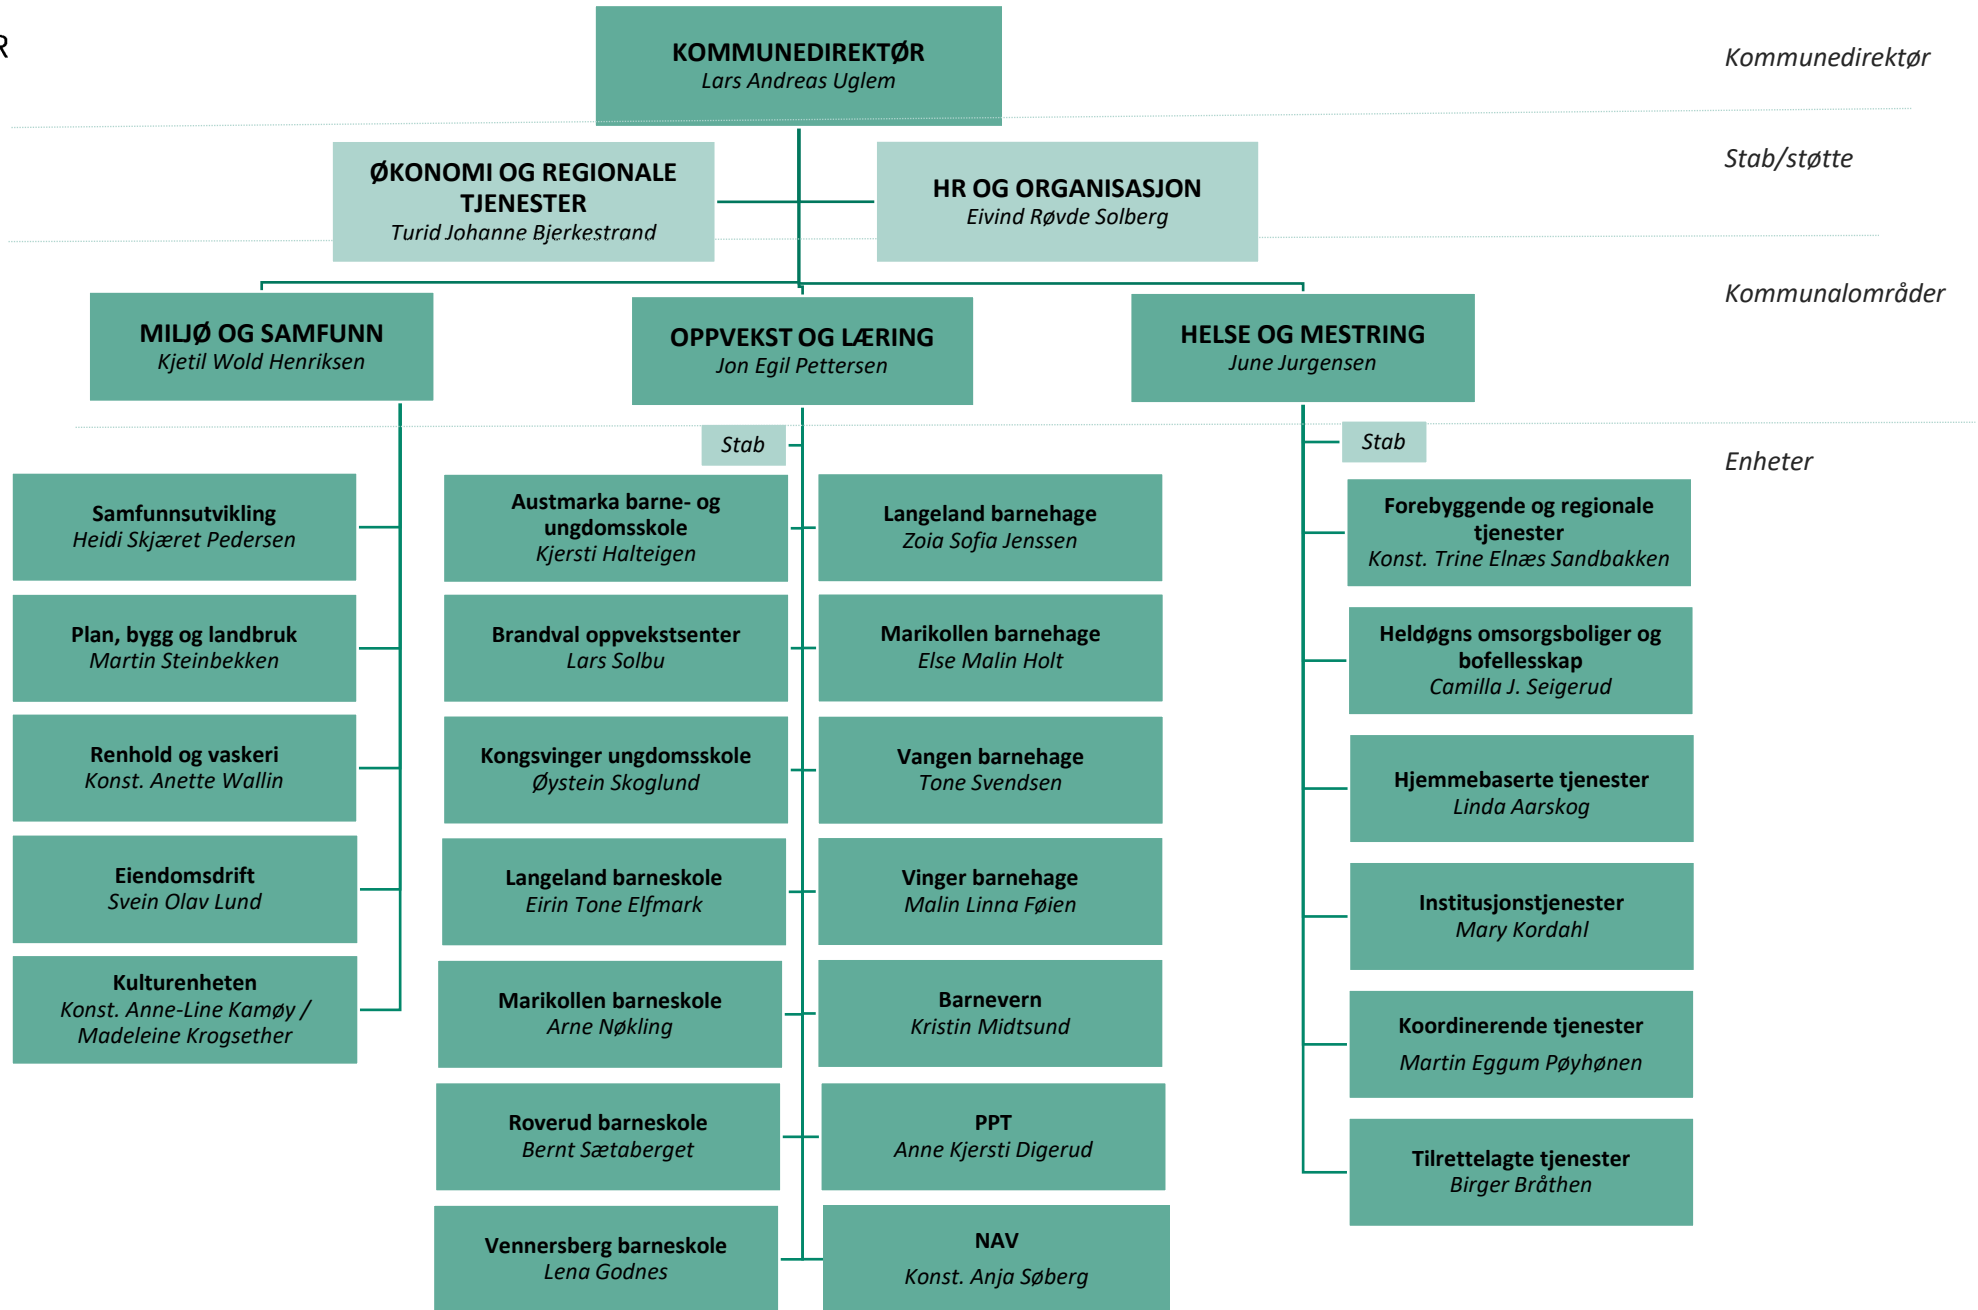 R
KOMMUNEDIREKTØR
Lars Andreas Uglem
Kommunedirektør
ØKONOMI OG REGIONALE
TJENESTER
Turid Johanne Bjerkestrand
HR OG ORGANISASJON
Eivind Røvde Solberg
Stab/støtte
MILJØ OG SAMFUNN
Kjetil Wold Henriksen
OPPVEKST OG LÆRING
Jon Egil Pettersen
HELSE OG MESTRING
June Jurgensen
Kommunalområder
Stab
Stab
Enheter
Samfunnsutvikling
Heidi Skjæret Pedersen
Plan, bygg og landbruk
Martin Steinbekken
Renhold og vaskeri
Konst. Anette Wallin
Eiendomsdrift
Svein Olav Lund
Kulturenheten
Konst. Anne-Line Kamøy /
Madeleine Krogsether
Austmarka barne- og
ungdomsskole
Kjersti Halteigen
Brandval oppvekstsenter
Lars Solbu
Kongsvinger ungdomsskole
Øystein Skoglund
Langeland barneskole
Eirin Tone Elfmark
Marikollen barneskole
Arne Nøkling
Roverud barneskole
Bernt Sætaberget
Vennersberg barneskole
Lena Godnes
Langeland barnehage
Zoia Sofia Jenssen
Marikollen barnehage
Else Malin Holt
Vangen barnehage
Tone Svendsen
Vinger barnehage
Malin Linna Føien
Barnevern
Kristin Midtsund
PPT
Anne Kjersti Digerud
NAV
Konst. Anja Søberg
Forebyggende og regionale
tjenester
Konst. Trine Elnæs Sandbakken
Heldøgns omsorgsboliger og
bofellesskap
Camilla J. Seigerud
Hjemmebaserte tjenester
Linda Aarskog
Institusjonstjenester
Mary Kordahl
Koordinerende tjenester
Martin Eggum Pøyhønen
Tilrettelagte tjenester
Birger Bråthen